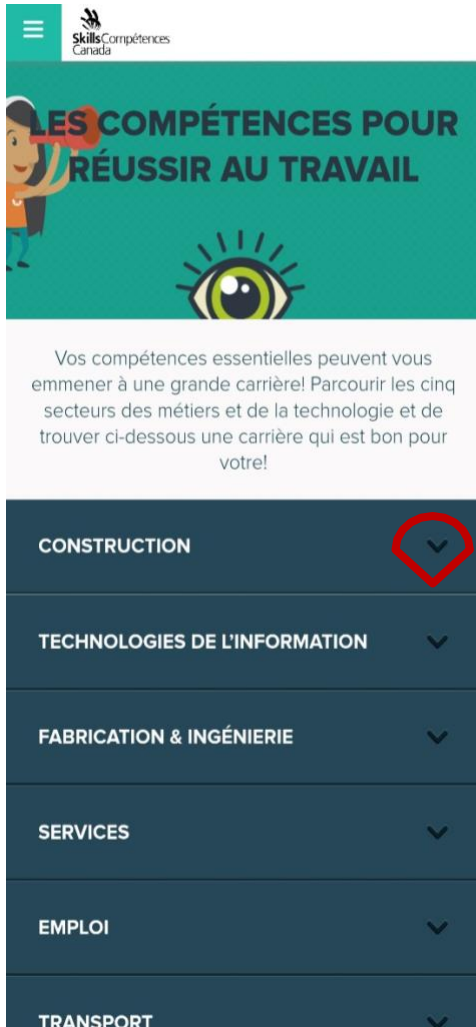 SkillsCompétences
Canada
LES COMPÉTENCES POUR
RÉUSSIR AU TRAVAIL
Vos compétences essentielles peuvent vous
emmener à une grande carrière! Parcourir les cinq
secteurs des métiers et de la technologie et de
trouver ci-dessous une carrière qui est bon pour
votre!
CONSTRUCTION
TECHNOLOGIES DE L'INFORMATION
FABRICATION & INGÉNIERIE
SERVICES
EMPLOI
TRANSPORT